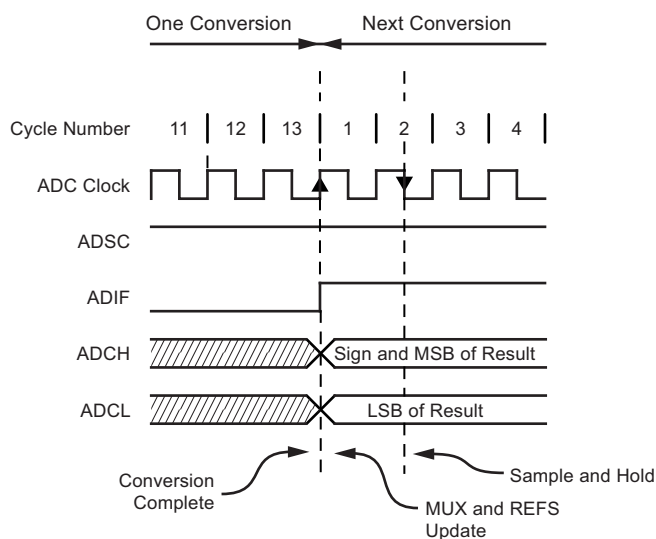 One Conversion Next Conversion
Cycle Number 11 12 13 1 2 3 4
ADC Clock
ADSC
ADIF
ADCH Sign and MSB of Result
ADCL LSB of Result
Conversion
Complete
MUX and REFS
Update
Sample and Hold